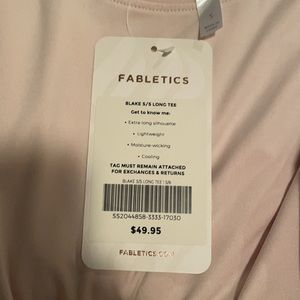 FABLETICS
BLAKE S/S LONG TEE
Get to know me:
• Extra long silhouette
• Lightweight
• Moisture-wicking
• Cooling
TAG MUST REMAIN ATTACHED
FOR EXCHANGES & RETURNS
BLAKE S/S LONG TEE | S/6
SS2044858-3333-17030
$49.95
FABLETICS.COM